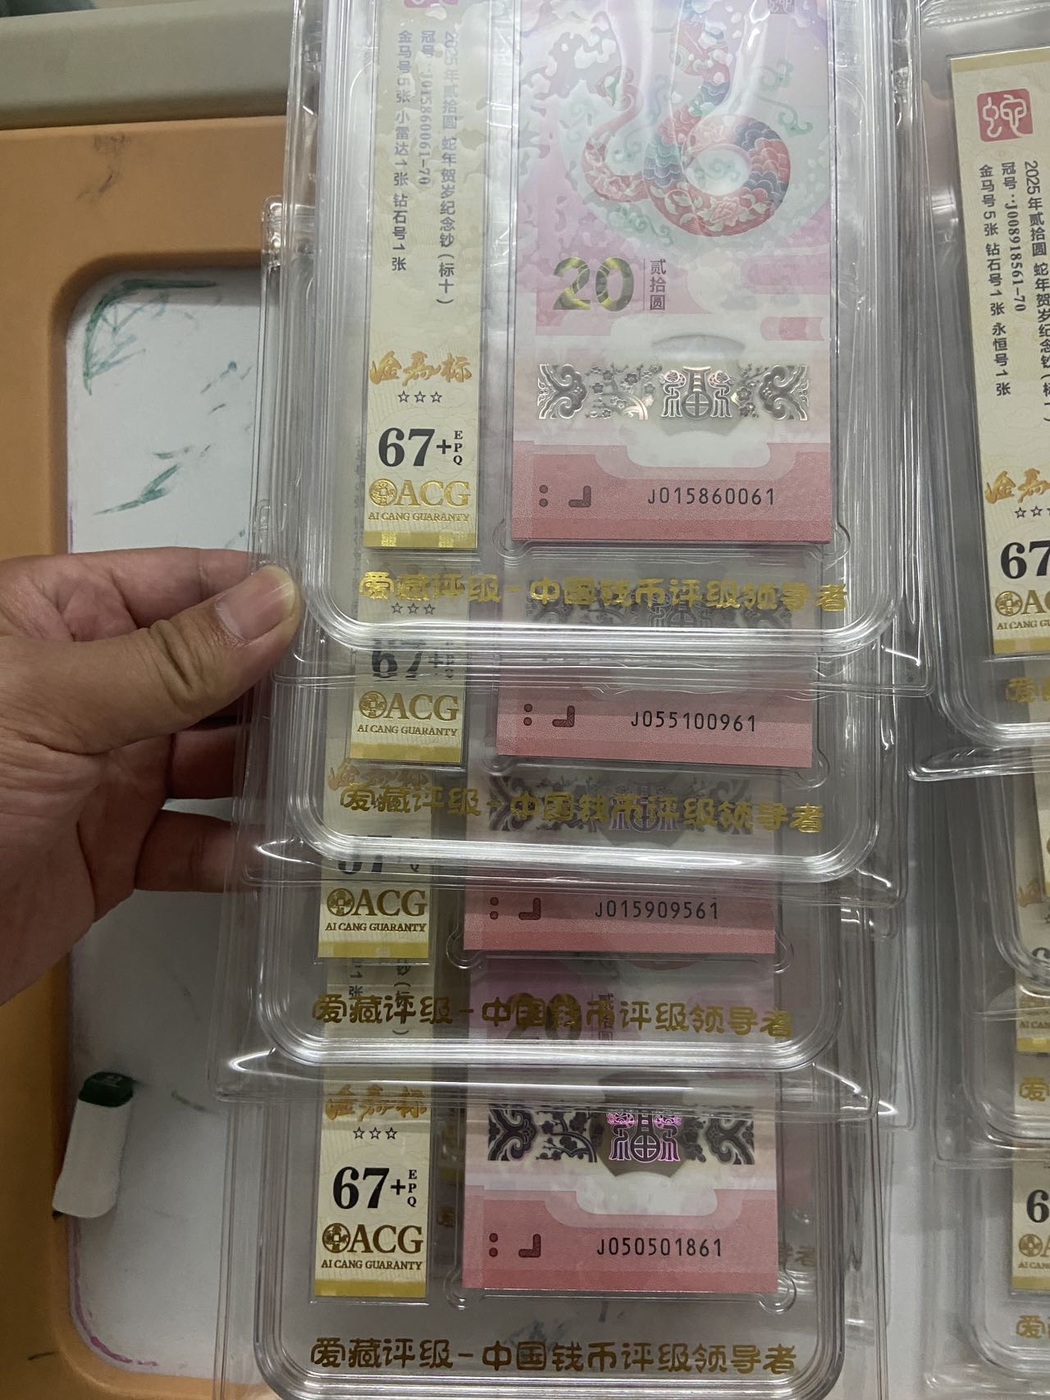 2025年贰拾圆 蛇年贺岁纪念钞(标十)
冠号:J015860061-70
金马号5张 小雷达1张 钻石号1张
金马标
☆☆☆
67+EPQ
ACG
AI CANG GUARANTY
20
贰拾圆
J015860061
爱藏评级-中国钱币评级领导者
☆☆☆
67+
ACG
AI CANG GUARANTY
J055100961
爱藏评级-中国钱币评级领导者
67
ACG
AI CANG GUARANTY
J015909561
爱藏评级-中国钱币评级领导者
金马标
☆☆☆
67+EPQ
ACG
AI CANG GUARANTY
J050501861
爱藏评级-中国钱币评级领导者
2025年贰拾圆 蛇年贺岁纪念钞(标
冠号:J008918561-70
金马号5张 钻石号1张 永恒号1张
67
AC
AI CANG GUA